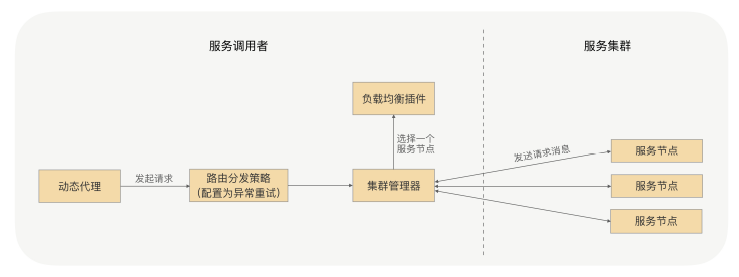 服务调用者
服务集群
负载均衡插件
选择一个
服务节点
发送请求消息
服务节点
动态代理
发起请求
路由分发策略
(配置为异常重试)
集群管理器
服务节点
服务节点